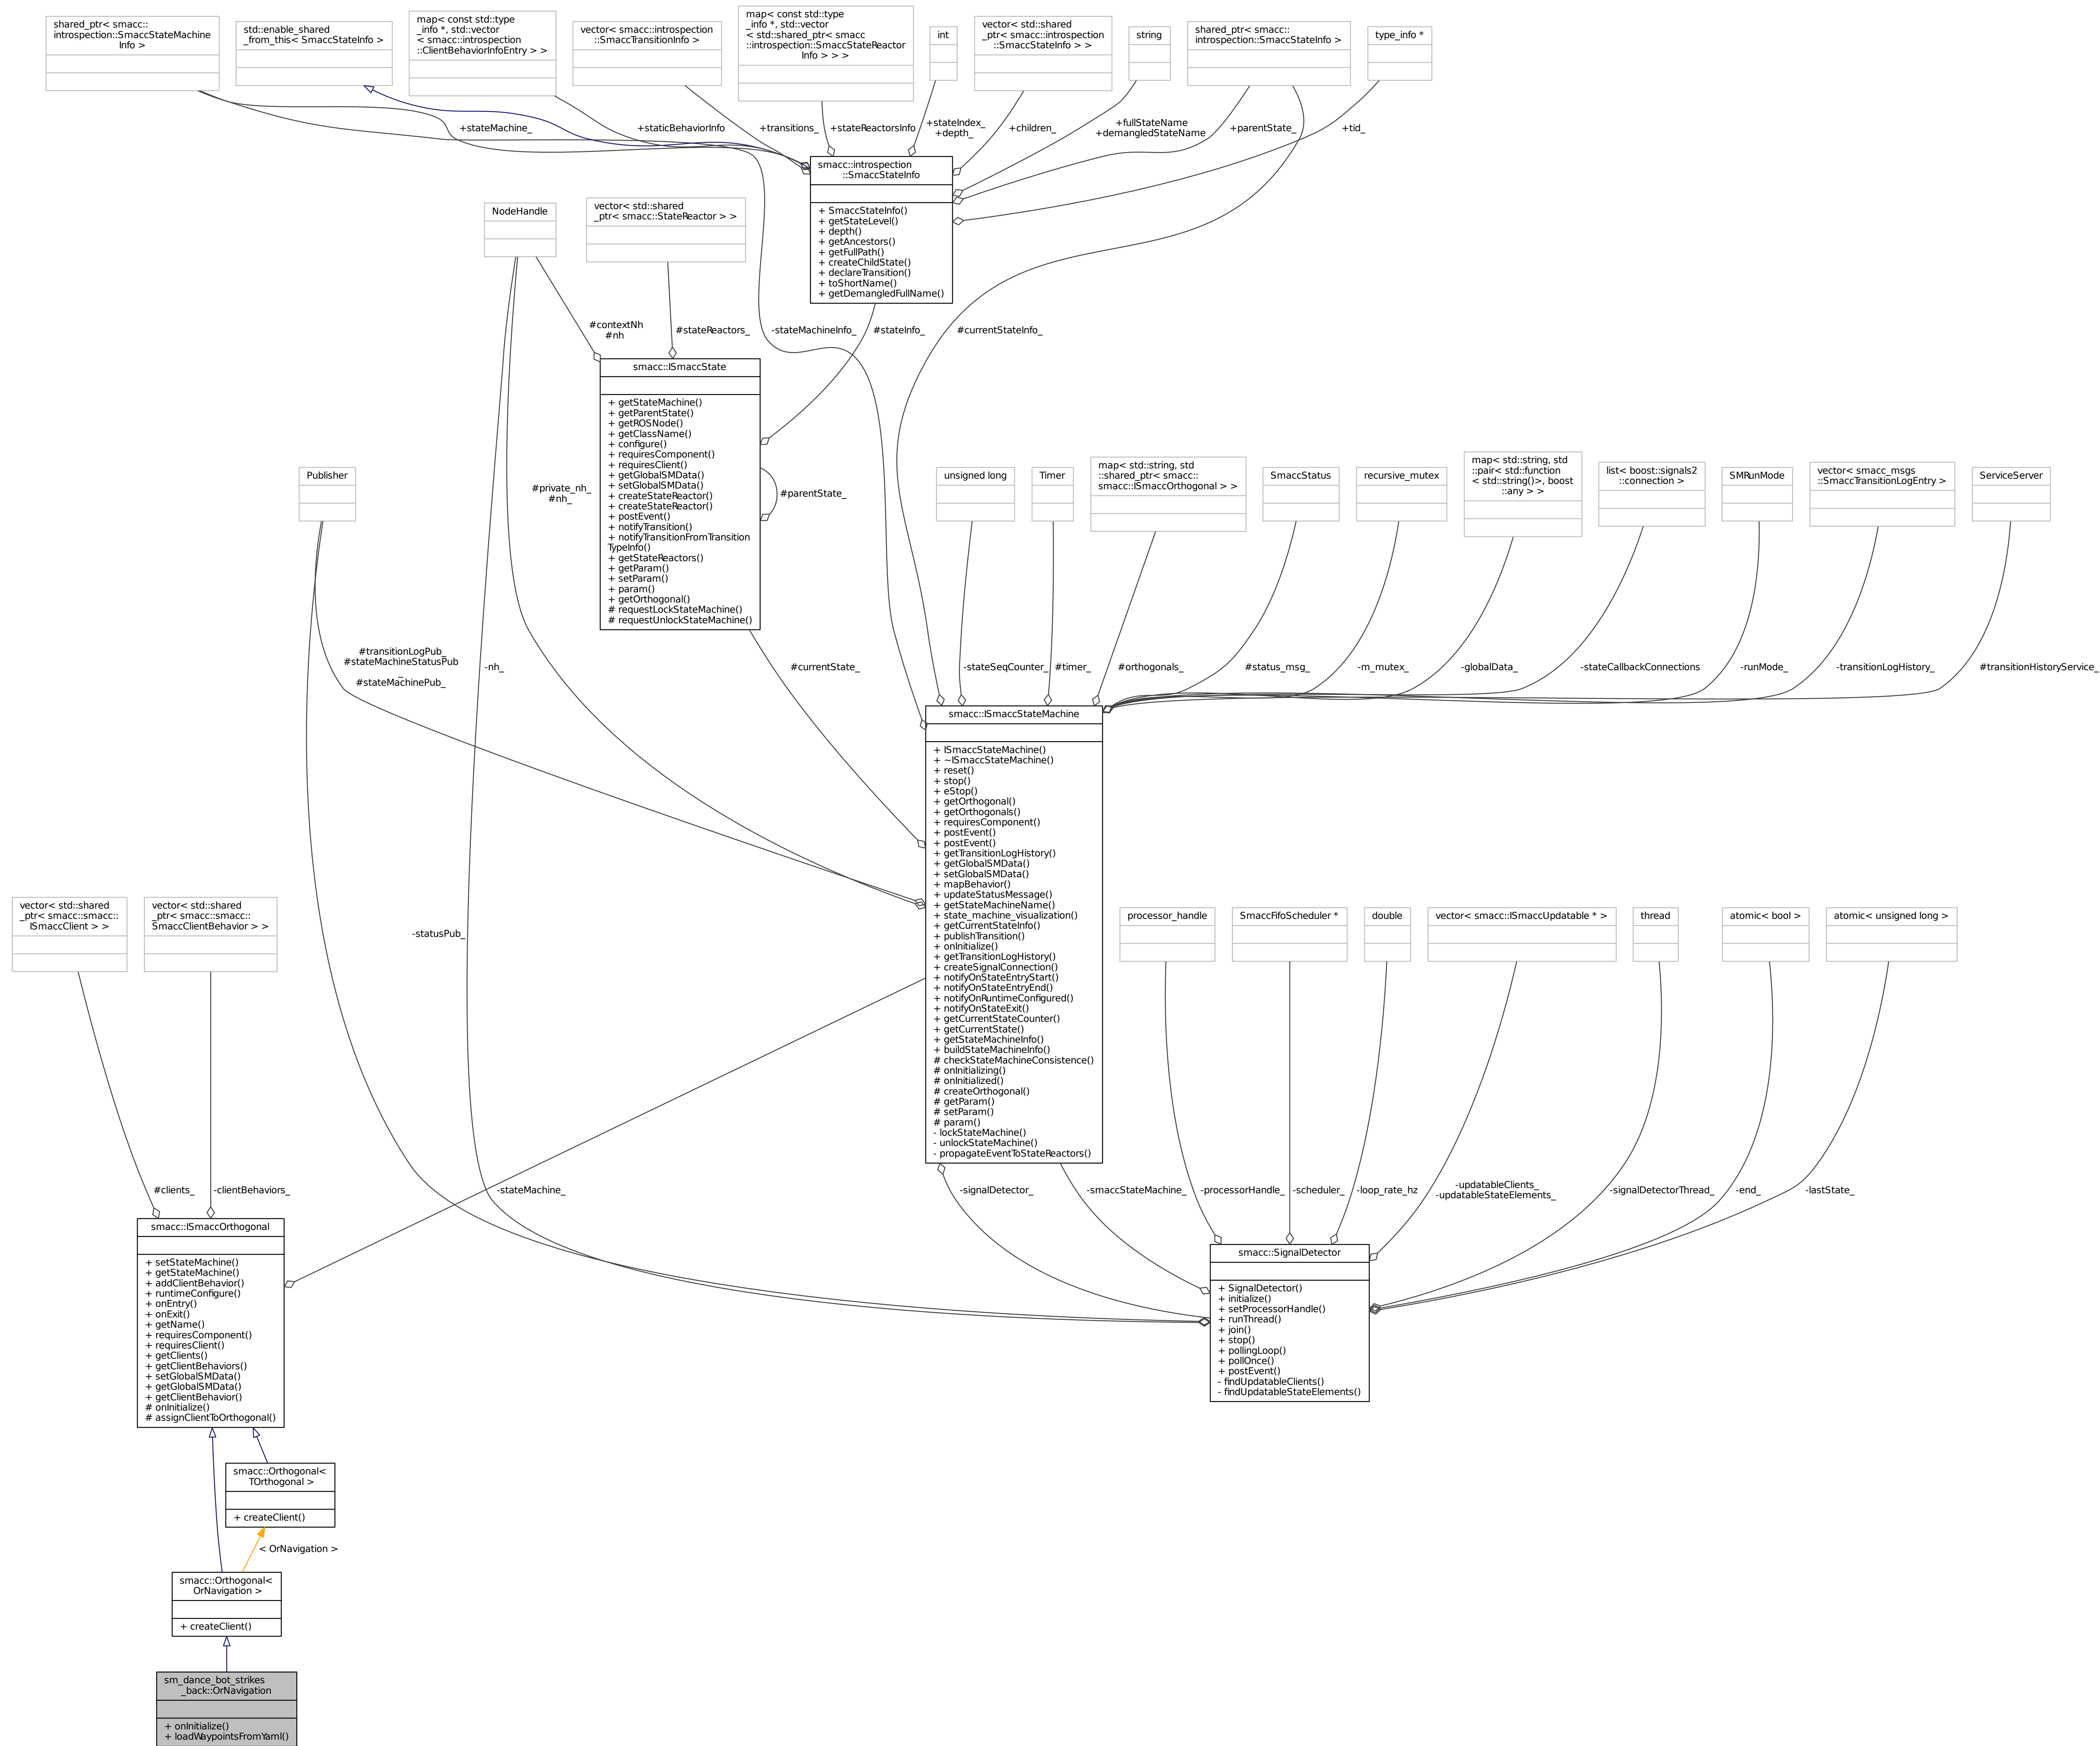 shared_ptr< smacc::
introspection::SmaccStateMachine
Info >
std::enable_shared
_from_this< SmaccStateInfo >
map< const std::type
_info *, std::vector
< smacc::introspection
::ClientBehaviorInfoEntry > >
vector< smacc::introspection
::SmaccTransitionInfo >
map< const std::type
_info *, std::vector
< std::shared_ptr< smacc
::introspection::SmaccStateReactor
Info > > >
int
vector< std::shared
_ptr< smacc::introspection
::SmaccStateInfo > >
string
shared_ptr< smacc::
introspection::SmaccStateInfo >
type_info *
+stateMachine_
+staticBehaviorInfo
+transitions_
+stateReactorsInfo
+stateIndex_
+depth_
+children_
+fullStateName
+demangledStateName
+parentState_
+tid_
smacc::introspection
::SmaccStateInfo
+ SmaccStateInfo()
+ getStateLevel()
+ depth()
+ getAncestors()
+ getFullPath()
+ createChildState()
+ declareTransition()
+ toShortName()
+ getDemangledFullName()
NodeHandle
vector< std::shared
_ptr< smacc::StateReactor > >
#contextNh
#nh
#stateReactors_
-stateMachineInfo_
#stateInfo_
#currentStateInfo_
smacc::ISmaccState
+ getStateMachine()
+ getParentState()
+ getROSNode()
+ getClassName()
+ configure()
+ requiresComponent()
+ requiresClient()
+ getGlobalSMData()
+ setGlobalSMData()
+ createStateReactor()
+ createStateReactor()
+ postEvent()
+ notifyTransition()
+ notifyTransitionFromTransition
TypeInfo()
+ getStateReactors()
+ getParam()
+ setParam()
+ param()
+ getOrthogonal()
# requestLockStateMachine()
# requestUnlockStateMachine()
#parentState_
Publisher
#private_nh_
#nh_
unsigned long
Timer
map< std::string, std
::shared_ptr< smacc::
smacc::ISmaccOrthogonal > >
SmaccStatus
recursive_mutex
map< std::string, std
::pair< std::function
< std::string()>, boost
::any > >
list< boost::signals2
::connection >
SMRunMode
vector< smacc_msgs
::SmaccTransitionLogEntry >
ServiceServer
#transitionLogPub_
#stateMachineStatusPub
_
#stateMachinePub_
-nh_
#currentState_
-stateSeqCounter_
#timer_
#orthogonals_
#status_msg_
-m_mutex_
-globalData_
-stateCallbackConnections
-runMode_
-transitionLogHistory_
#transitionHistoryService_
smacc::ISmaccStateMachine
+ ISmaccStateMachine()
+ ~ISmaccStateMachine()
+ reset()
+ stop()
+ eStop()
+ getOrthogonal()
+ getOrthogonals()
+ requiresComponent()
+ postEvent()
+ postEvent()
+ getTransitionLogHistory()
+ getGlobalSMData()
+ setGlobalSMData()
+ mapBehavior()
+ updateStatusMessage()
+ getStateMachineName()
+ state_machine_visualization()
+ getCurrentStateInfo()
+ publishTransition()
+ onInitialize()
+ getTransitionLogHistory()
+ createSignalConnection()
+ notifyOnStateEntryStart()
+ notifyOnStateEntryEnd()
+ notifyOnRuntimeConfigured()
+ notifyOnStateExit()
+ getCurrentStateCounter()
+ getCurrentState()
+ getStateMachineInfo()
+ buildStateMachineInfo()
# checkStateMachineConsistence()
# onInitializing()
# onInitialized()
# createOrthogonal()
# getParam()
# setParam()
# param()
- lockStateMachine()
- unlockStateMachine()
- propagateEventToStateReactors()
vector< std::shared
_ptr< smacc::smacc::
ISmaccClient > >
vector< std::shared
_ptr< smacc::smacc::
SmaccClientBehavior > >
-statusPub_
processor_handle
SmaccFifoScheduler *
double
vector< smacc::ISmaccUpdatable * >
thread
atomic< bool >
atomic< unsigned long >
#clients_
-clientBehaviors_
-stateMachine_
-signalDetector_
-smaccStateMachine_
-processorHandle_
-scheduler_
-loop_rate_hz
-updatableClients_
-updatableStateElements_
-signalDetectorThread_
-end_
-lastState_
smacc::ISmaccOrthogonal
+ setStateMachine()
+ getStateMachine()
+ addClientBehavior()
+ runtimeConfigure()
+ onEntry()
+ onExit()
+ getName()
+ requiresComponent()
+ requiresClient()
+ getClients()
+ getClientBehaviors()
+ setGlobalSMData()
+ getGlobalSMData()
+ getClientBehavior()
# onInitialize()
# assignClientToOrthogonal()
smacc::SignalDetector
+ SignalDetector()
+ initialize()
+ setProcessorHandle()
+ runThread()
+ join()
+ stop()
+ pollingLoop()
+ pollOnce()
+ postEvent()
- findUpdatableClients()
- findUpdatableStateElements()
smacc::Orthogonal<
TOrthogonal >
+ createClient()
< OrNavigation >
smacc::Orthogonal<
OrNavigation >
+ createClient()
sm_dance_bot_strikes
_back::OrNavigation
+ onInitialize()
+ loadWaypointsFromYaml()